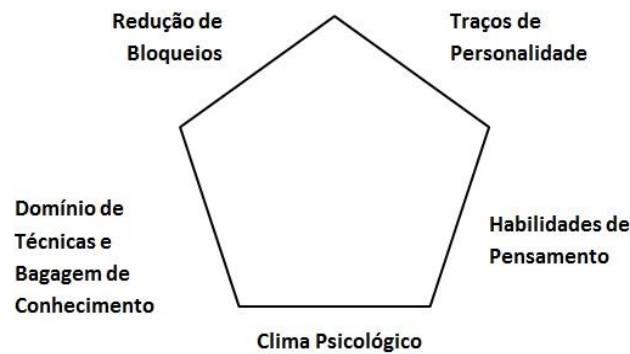 Redução de
Bloqueios
Traços de
Personalidade
Domínio de
Técnicas e
Bagagem de
Conhecimento
Habilidades de
Pensamento
Clima Psicológico